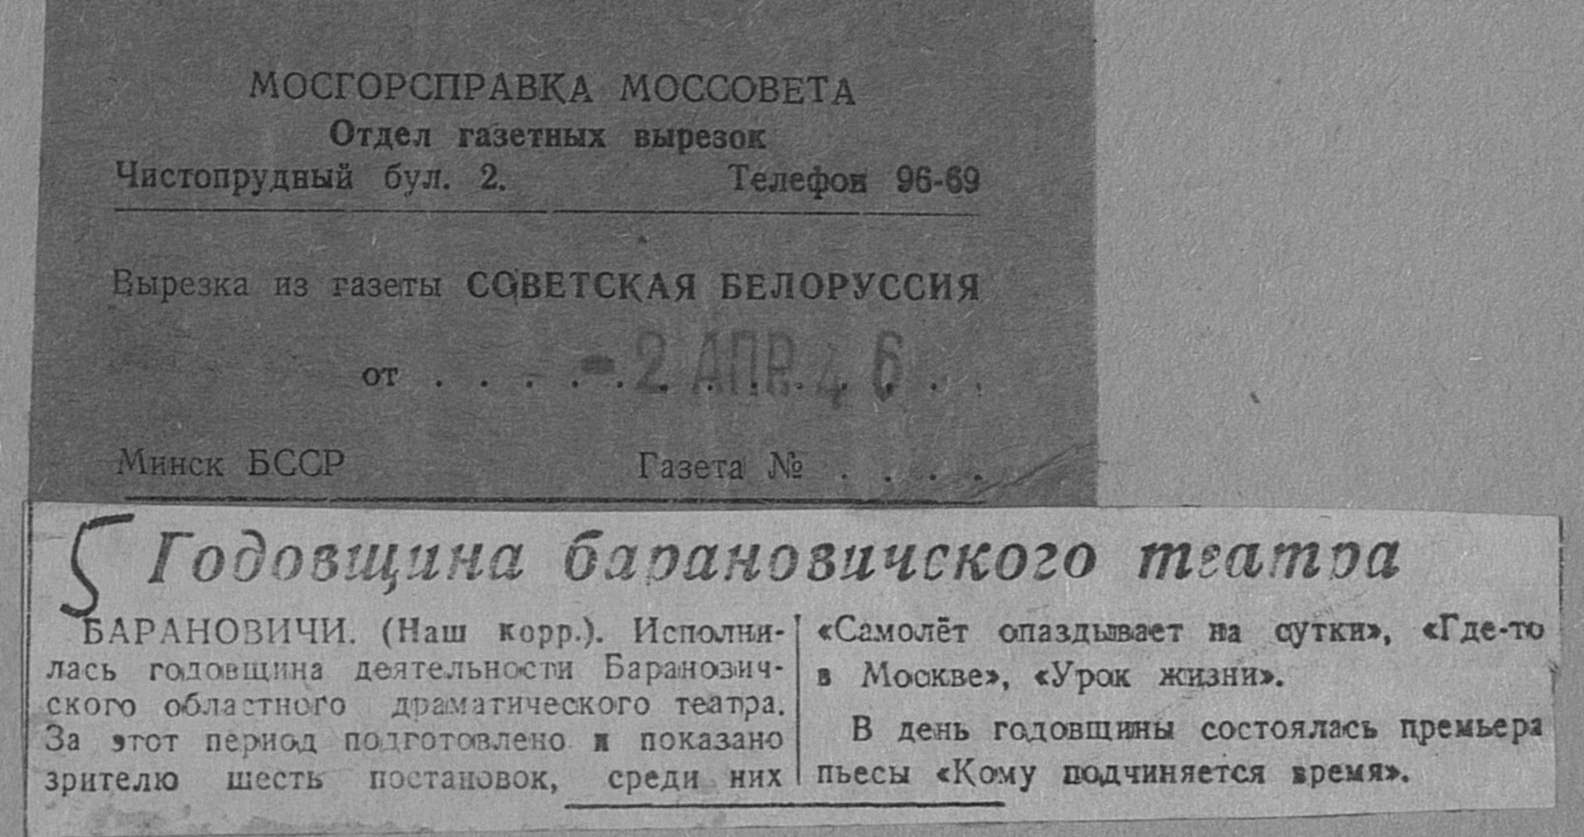 МОСГОРСПРАВКА МОССОВЕТА
Отдел газетных вырезок
Чистопрудный бул. 2. Телефон 96-69
Вырезка из газеты СОВЕТСКАЯ БЕЛОРУССИЯ
от . . . . -2 АПР. 46 . .
Минск БССР Газета № . . . .
5 Годовщина барановичского театра
БАРАНОВИЧИ. (Наш корр.). Исполни-
лась годовщина деятельности Баранович-
ского областного драматического театра.
За этот период подготовлено и показано
зрителю шесть постановок, среди них
«Самолёт опаздывает на сутки», «Где-то
в Москве», «Урок жизни».
В день годовщины состоялась премьера
пьесы «Кому подчиняется время».